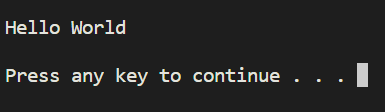 Hello World
Press any key to continue . . .